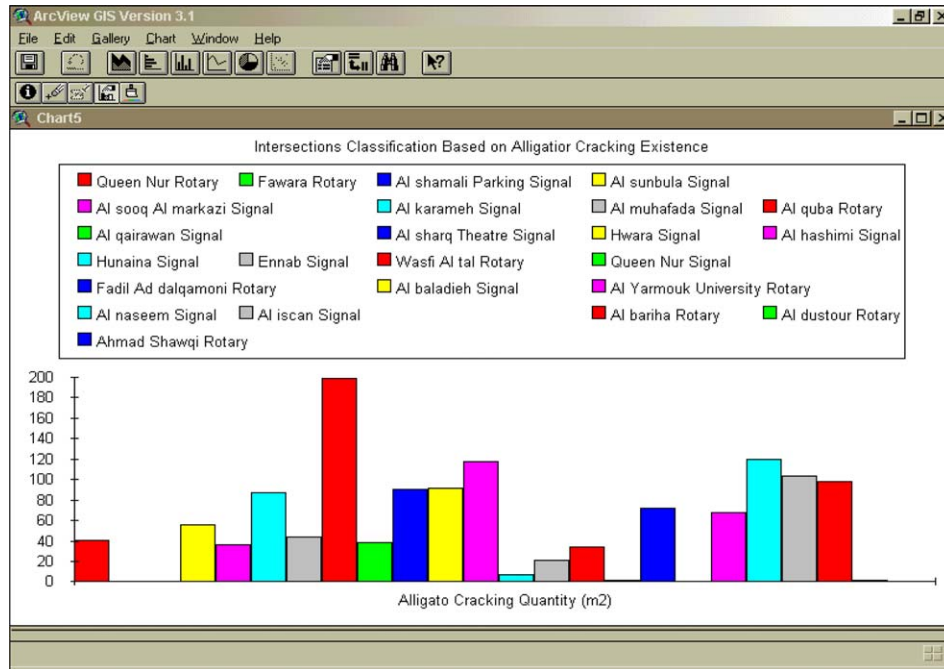 ArcView GIS Version 3.1
File Edit Gallery Chart Window Help
Chart5
Intersections Classification Based on Alligatior Cracking Existence
Queen Nur Rotary Fawara Rotary Al shamali Parking Signal Al sunbula Signal
Al sooq Al markazi Signal Al karameh Signal Al muhafada Signal Al quba Rotary
Al qairawan Signal Al sharq Theatre Signal Hwara Signal Al hashimi Signal
Hunaina Signal Ennab Signal Wasfi Al tal Rotary Queen Nur Signal
Fadil Ad dalqamoni Rotary Al baladieh Signal Al Yarmouk University Rotary
Al naseem Signal Al iscan Signal Al bariha Rotary Al dustour Rotary
Ahmad Shawqi Rotary
200
180
160
140
120
100
80
60
40
20
0
Alligato Cracking Quantity (m2)